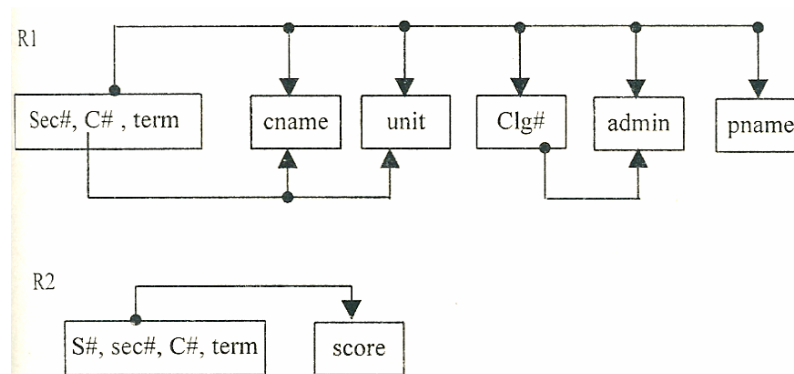 R1
Sec#, C# , term
cname
unit
Clg#
admin
pname
R2
S#, sec#, C#, term
score